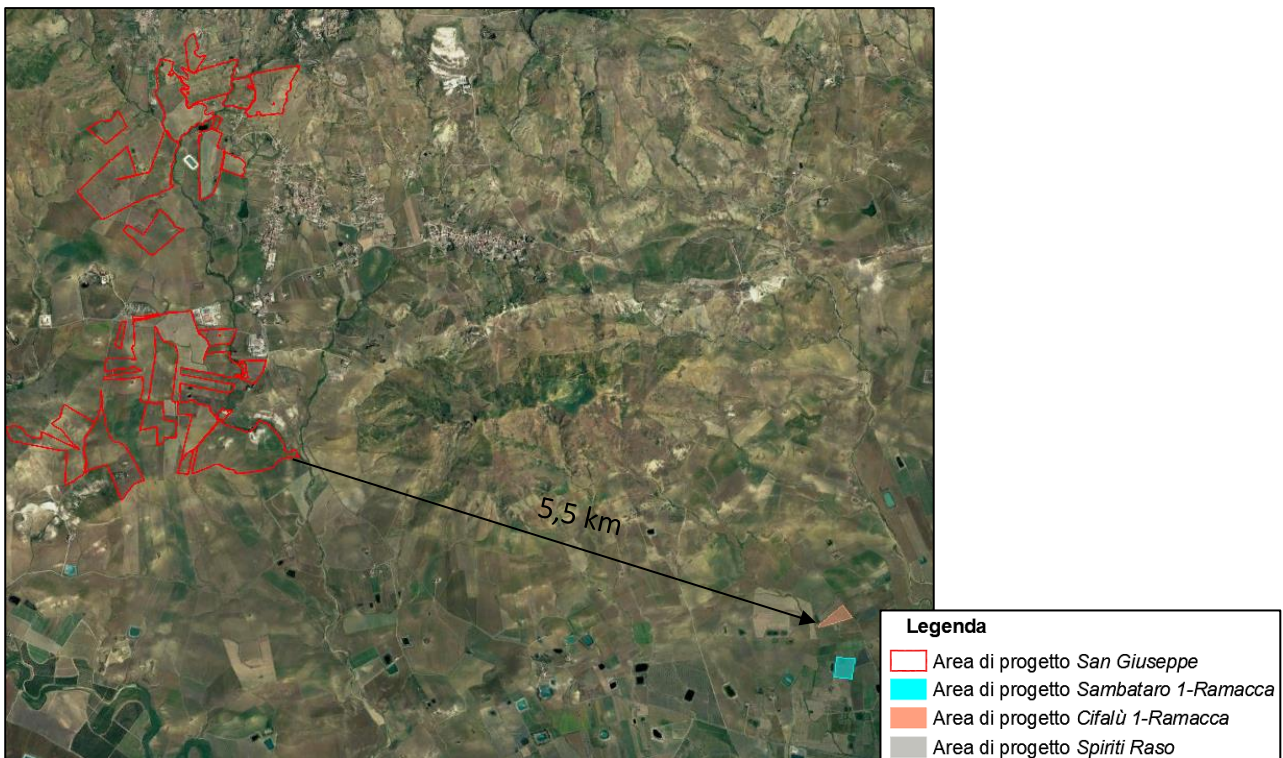 5,5 km
Legenda
Area di progetto San Giuseppe
Area di progetto Sambataro 1-Ramacca
Area di progetto Cifalù 1-Ramacca
Area di progetto Spiriti Raso